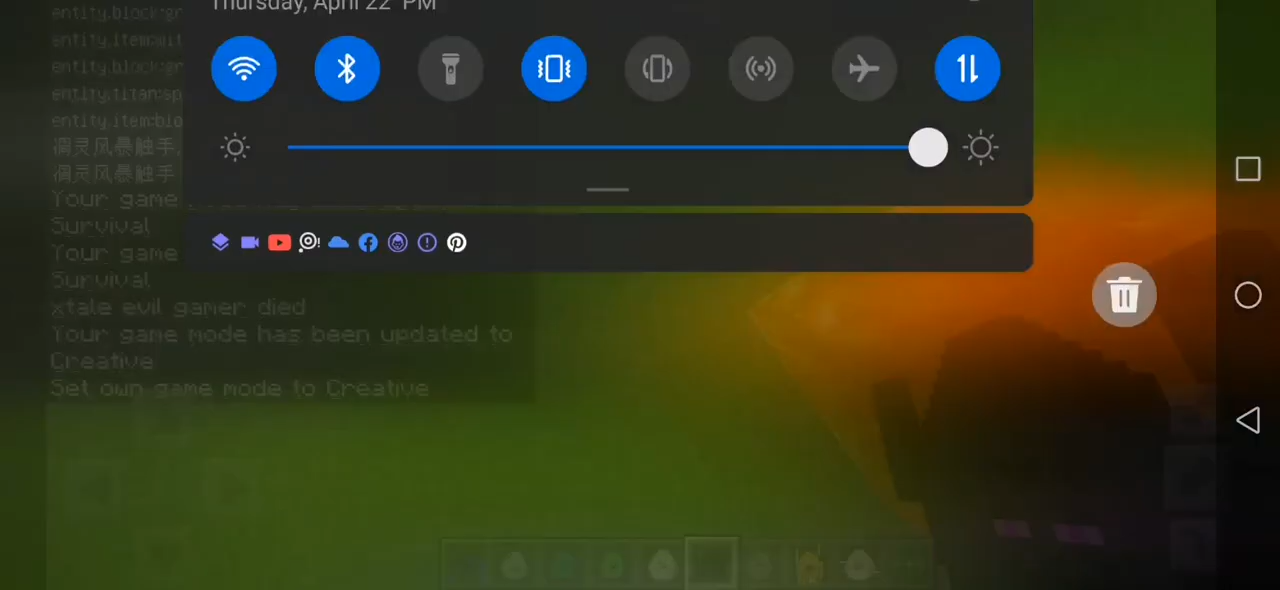 Thursday, April 22 PM
entity.block:gr
entity.item:wit
entity.block:gr
entity.titan:sp
entity.item:blo
凋灵风暴触手
凋灵风暴触手
Your game
Survival
Your game
Survival
xtale evil gamer died
Your game mode has been updated to
Creative
Set own game mode to Creative